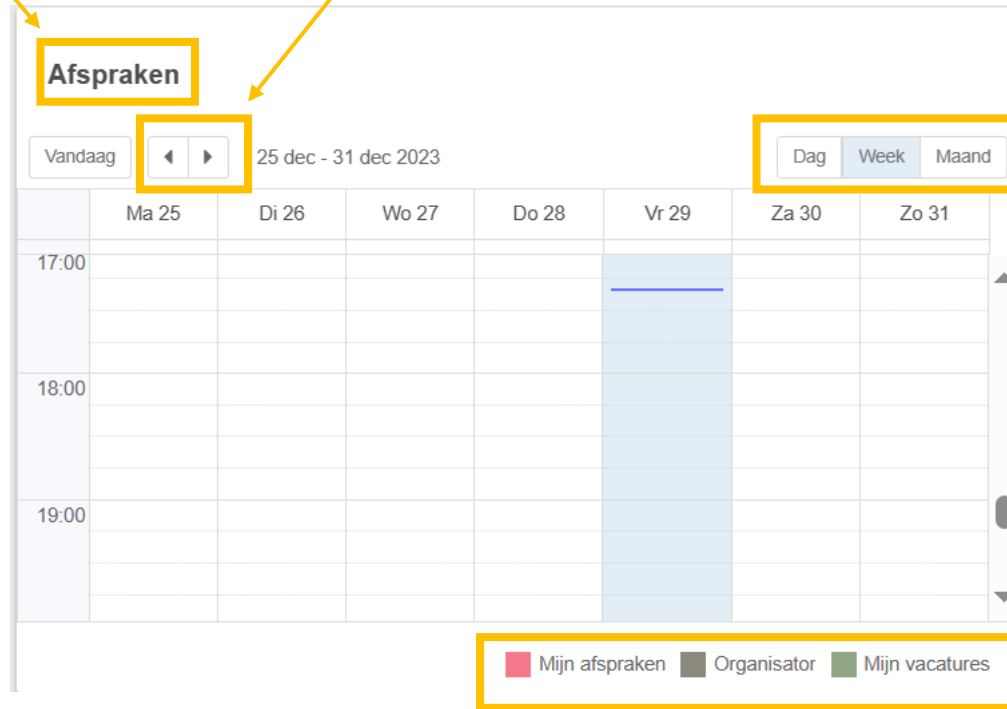 Afspraken
Vandaag 25 dec - 31 dec 2023 Dag Week Maand
Ma 25 Di 26 Wo 27 Do 28 Vr 29 Za 30 Zo 31
17:00
18:00
19:00
Mijn afspraken Organisator Mijn vacatures